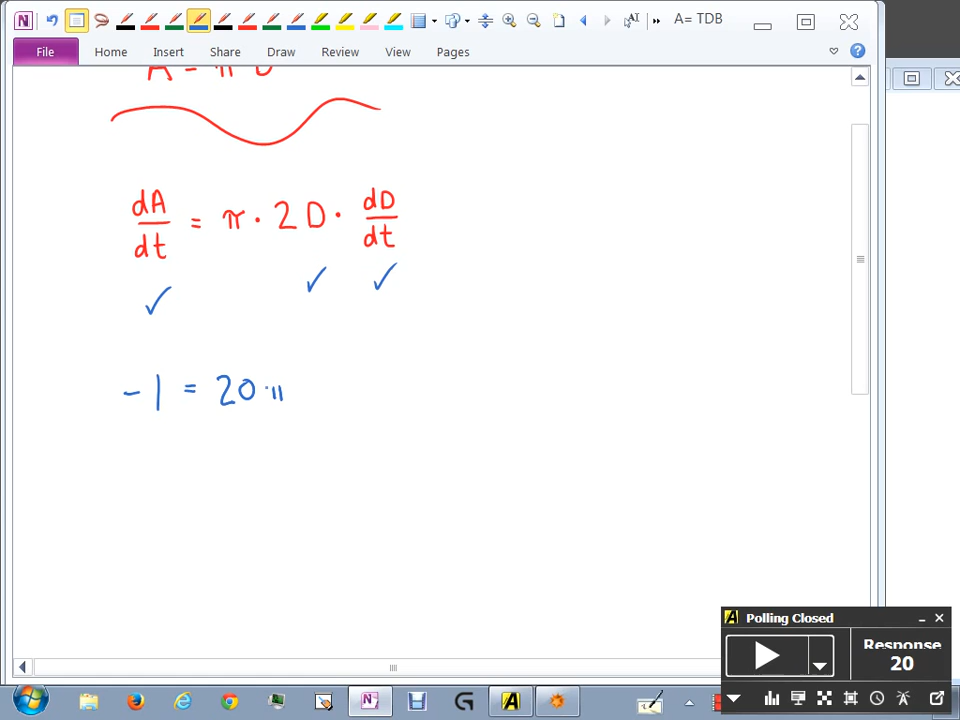 A= TDB
File Home Insert Share Draw Review View Pages
dA/dt = π · 2 D · dD/dt
✓ ✓ ✓
- 1 = 20 · π
Polling Closed
Response
20